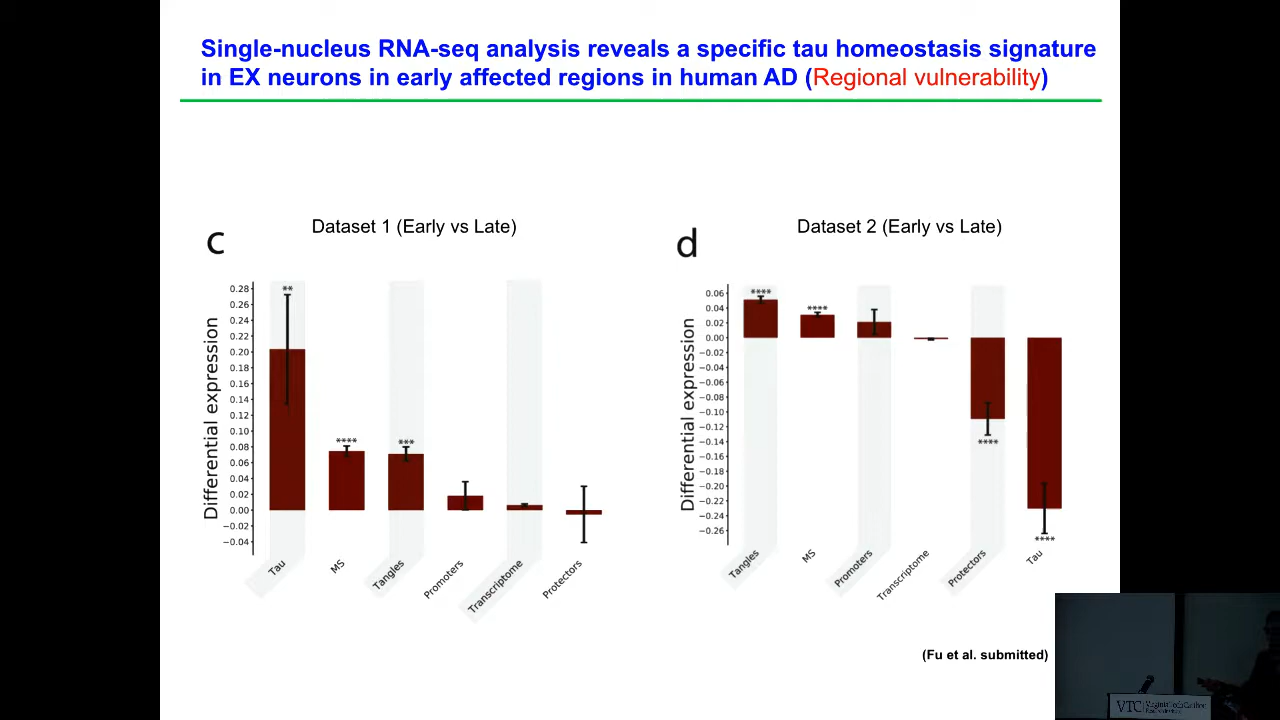 Single-nucleus RNA-seq analysis reveals a specific tau homeostasis signature
in EX neurons in early affected regions in human AD (Regional vulnerability)
c
Dataset 1 (Early vs Late)
Differential expression
0.28
0.26
0.24
0.22
0.20
0.18
0.16
0.14
0.12
0.10
0.08
0.06
0.04
0.02
0.00
−0.02
−0.04
**
****
***
Tau
MS
Tangles
Promoters
Transcriptome
Protectors
d
Dataset 2 (Early vs Late)
Differential expression
0.06
0.04
0.02
0.00
−0.02
−0.04
−0.06
−0.08
−0.10
−0.12
−0.14
−0.16
−0.18
−0.20
−0.22
−0.24
−0.26
****
****
****
****
Tangles
MS
Promoters
Transcriptome
Protectors
Tau
(Fu et al. submitted)
VTC